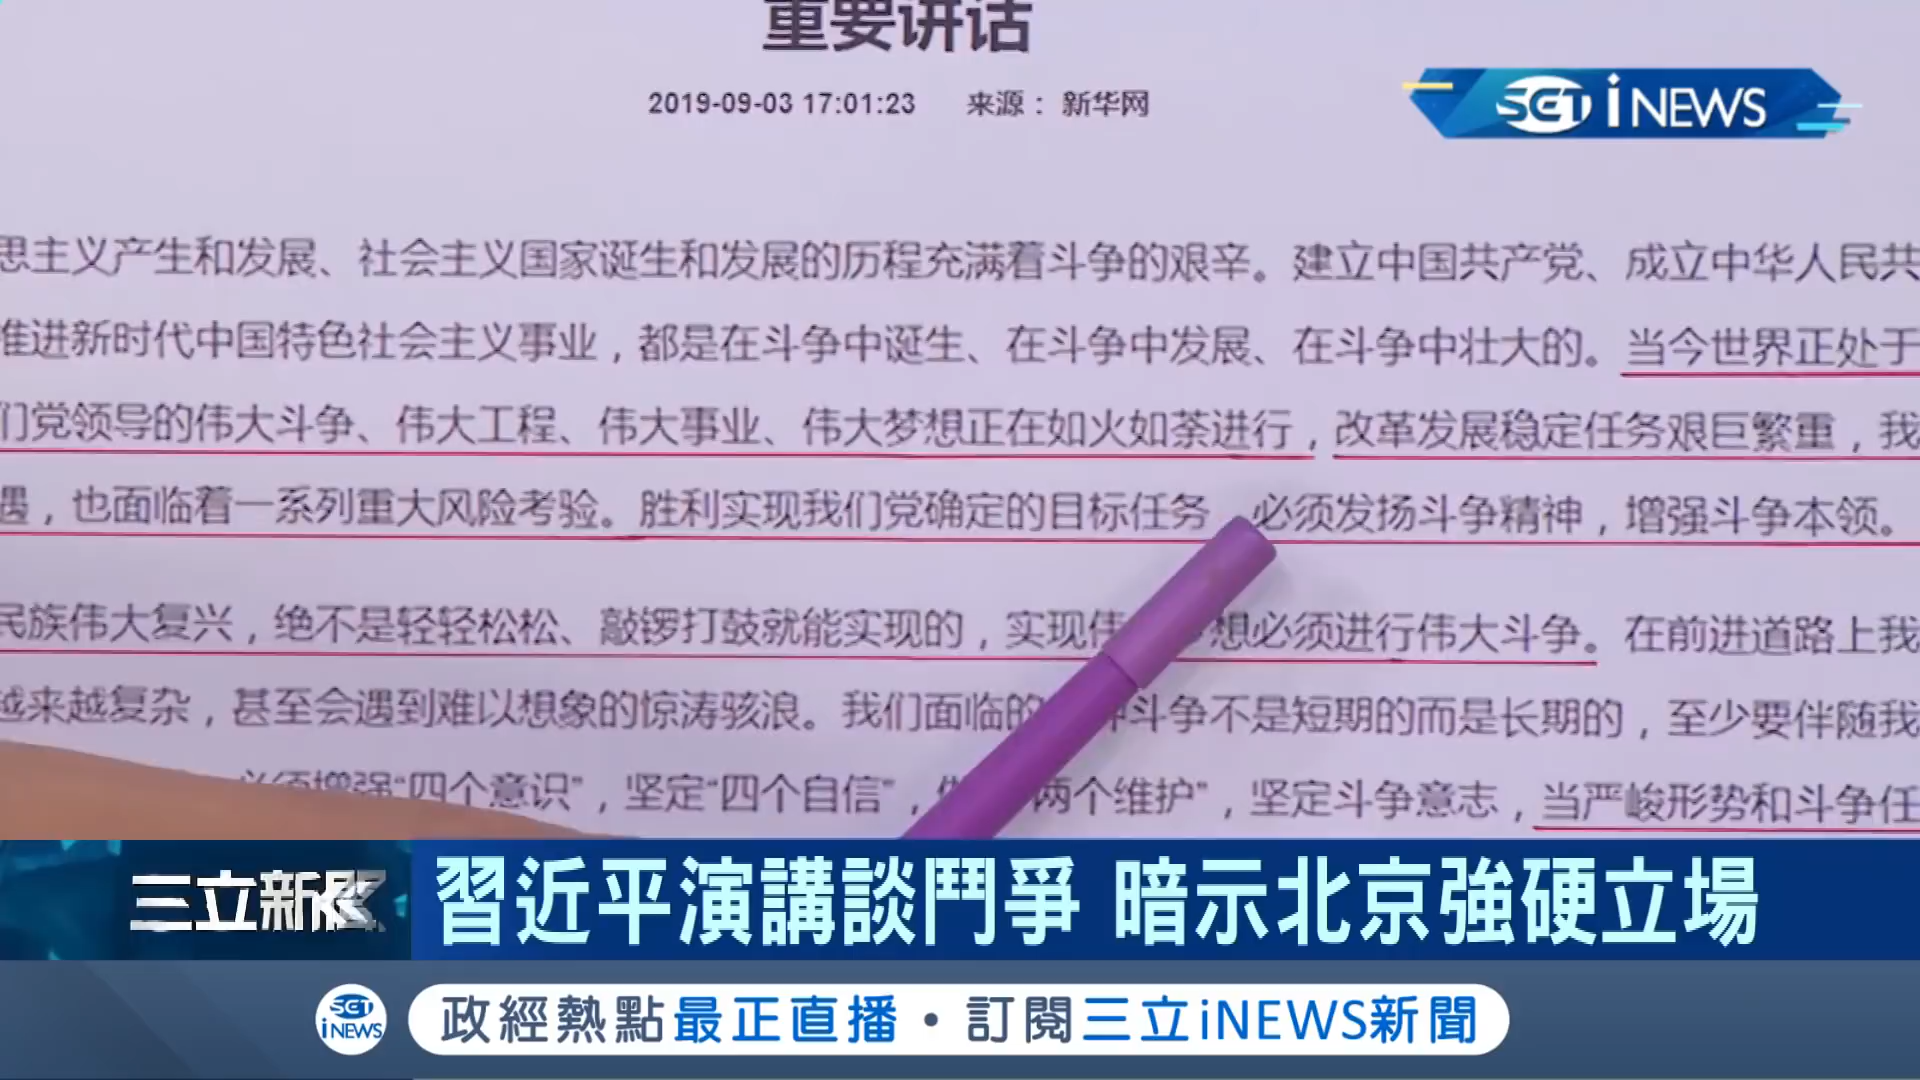 重要讲话
2019-09-03 17:01:23 来源： 新华网
SET iNEWS
思主义产生和发展、社会主义国家诞生和发展的历程充满着斗争的艰辛。建立中国共产党、成立中华人民共
推进新时代中国特色社会主义事业，都是在斗争中诞生、在斗争中发展、在斗争中壮大的。当今世界正处于
们党领导的伟大斗争、伟大工程、伟大事业、伟大梦想正在如火如荼进行，改革发展稳定任务艰巨繁重，我
遇，也面临着一系列重大风险考验。胜利实现我们党确定的目标任务 必须发扬斗争精神，增强斗争本领。
民族伟大复兴，绝不是轻轻松松、敲锣打鼓就能实现的，实现伟 想必须进行伟大斗争。在前进道路上我
越来越复杂，甚至会遇到难以想象的惊涛骇浪。我们面临的 斗争不是短期的而是长期的，至少要伴随我
必须增强“四个意识”，坚定“四个自信”， 两个维护”，坚定斗争意志，当严峻形势和斗争任
三立新聞
習近平演講談鬥爭 暗示北京強硬立場
SET iNEWS
政經熱點最正直播・訂閱三立iNEWS新聞